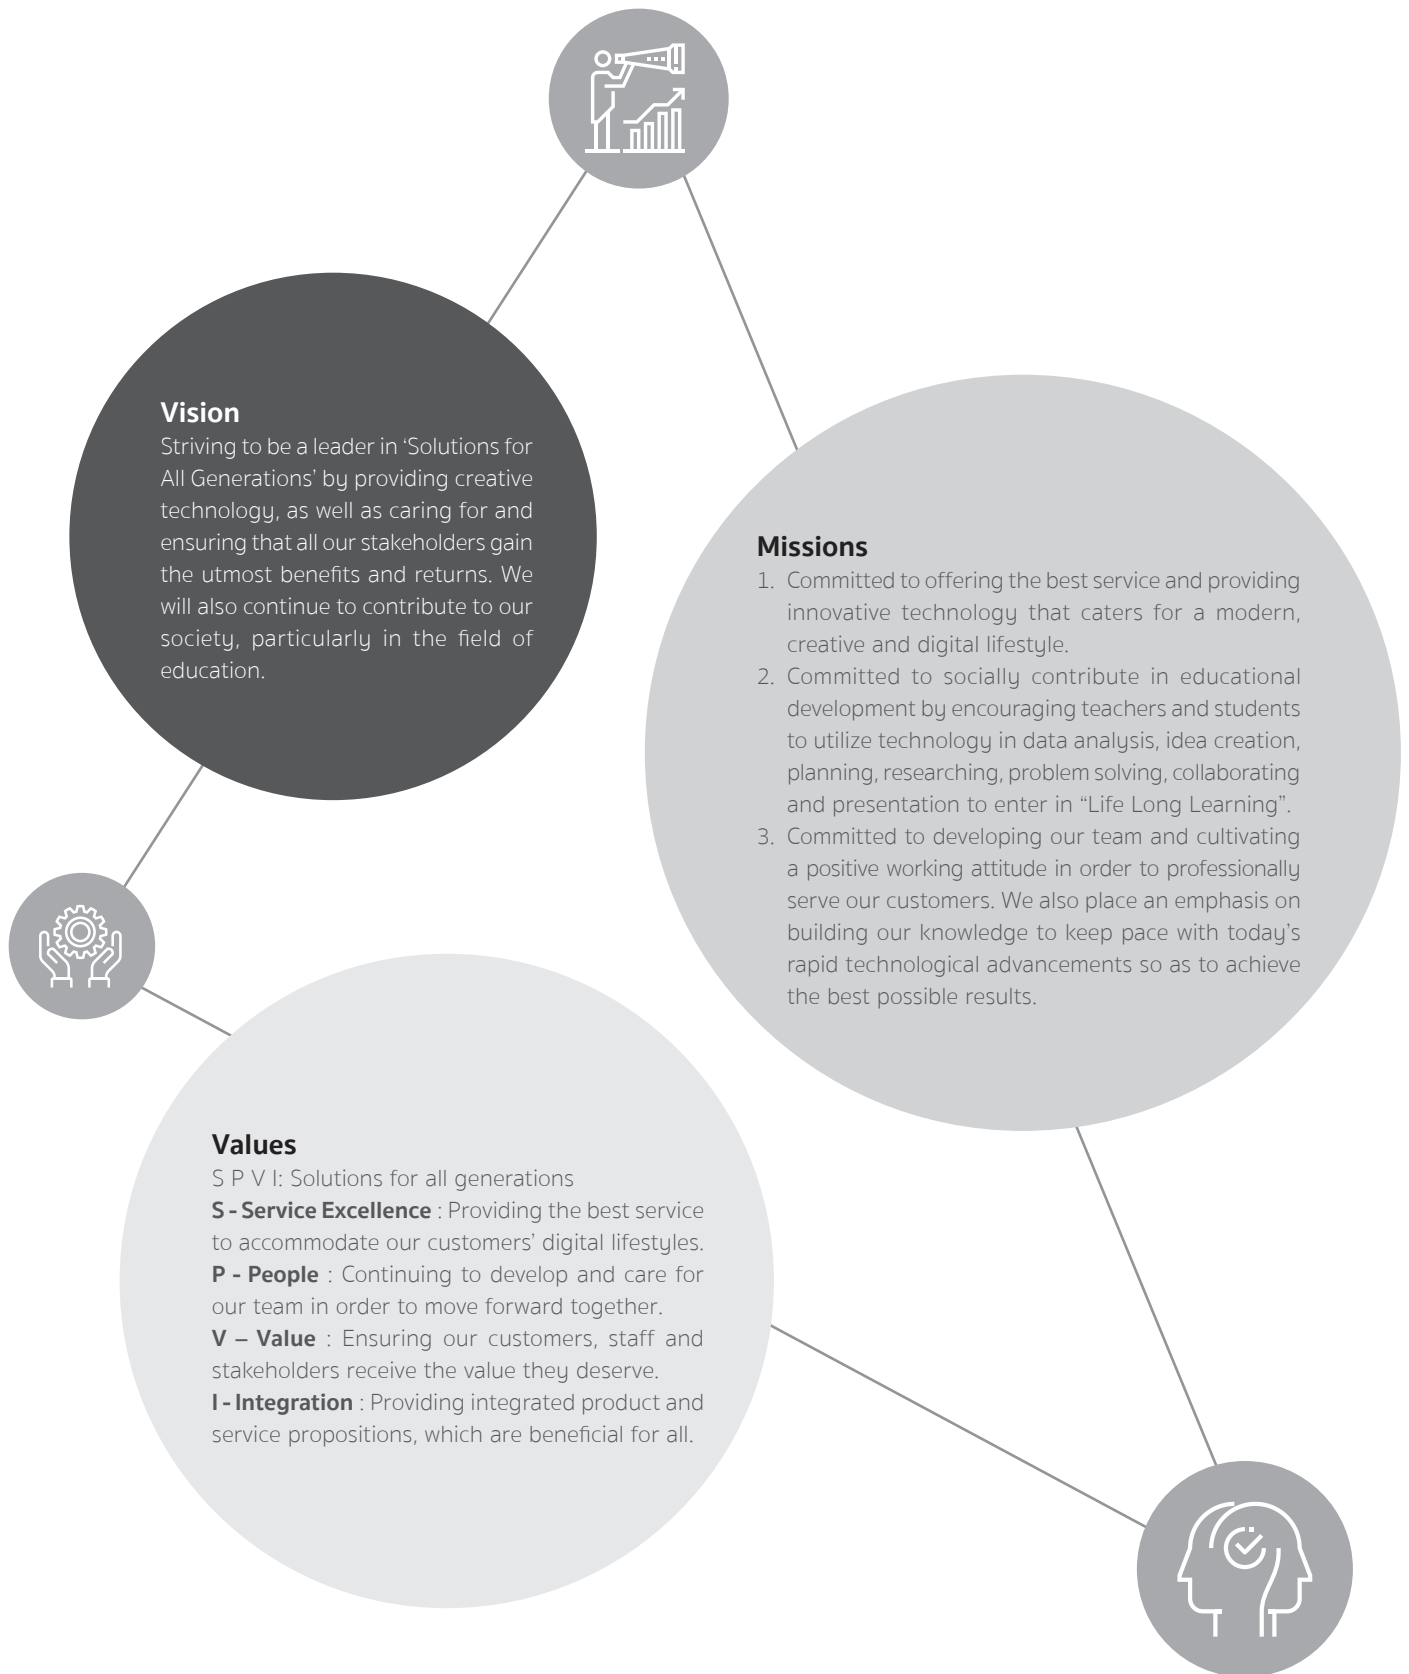 Vision
Striving to be a leader in ‘Solutions for
All Generations’ by providing creative
technology, as well as caring for and
ensuring that all our stakeholders gain
the utmost benefits and returns. We
will also continue to contribute to our
society, particularly in the field of
education.
Missions
1. Committed to offering the best service and providing
innovative technology that caters for a modern,
creative and digital lifestyle.
2. Committed to socially contribute in educational
development by encouraging teachers and students
to utilize technology in data analysis, idea creation,
planning, researching, problem solving, collaborating
and presentation to enter in “Life Long Learning”.
3. Committed to developing our team and cultivating
a positive working attitude in order to professionally
serve our customers. We also place an emphasis on
building our knowledge to keep pace with today’s
rapid technological advancements so as to achieve
the best possible results.
Values
S P V I: Solutions for all generations
S - Service Excellence : Providing the best service
to accommodate our customers’ digital lifestyles.
P - People : Continuing to develop and care for
our team in order to move forward together.
V – Value : Ensuring our customers, staff and
stakeholders receive the value they deserve.
I - Integration : Providing integrated product and
service propositions, which are beneficial for all.